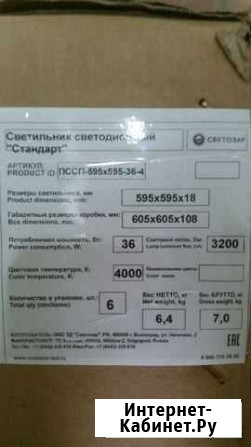 Светильник светодиодный
"Стандарт"
СВЕТОЗАР
АРТИКУЛ:
PRODUCT ID:
ПССП-595х595-36-4
Размеры светильника, мм
Product dimensions, mm:
595х595х18
Габаритные размеры коробки, мм:
Box dimensions, mm:
605х605х108
Потребляемая мощность, Вт:
Power consumption, W:
36
Световой поток, Лм
3200
Цветовая температура, К
Color temperature, K:
4000
Количество в упаковке, шт.:
Total qty
6
Вес НЕТТО, кг
Net weight, kg
6,4
Вес БРУТТО, кг
Gross weight, kg
7,0
EAC
Интернет-
Кабинет.Ру